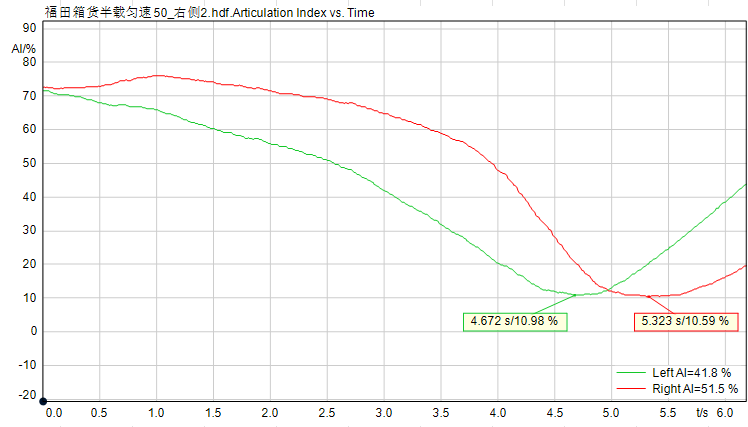 福田箱货半载匀速50_右侧2.hdf.Articulation Index vs. Time
90
AI/%
80
70
60
50
40
30
20
10
0
-10
-20
4.672 s/10.98 %
5.323 s/10.59 %
Left AI=41.8 %
Right AI=51.5 %
0.0 0.5 1.0 1.5 2.0 2.5 3.0 3.5 4.0 4.5 5.0 5.5 t/s 6.0